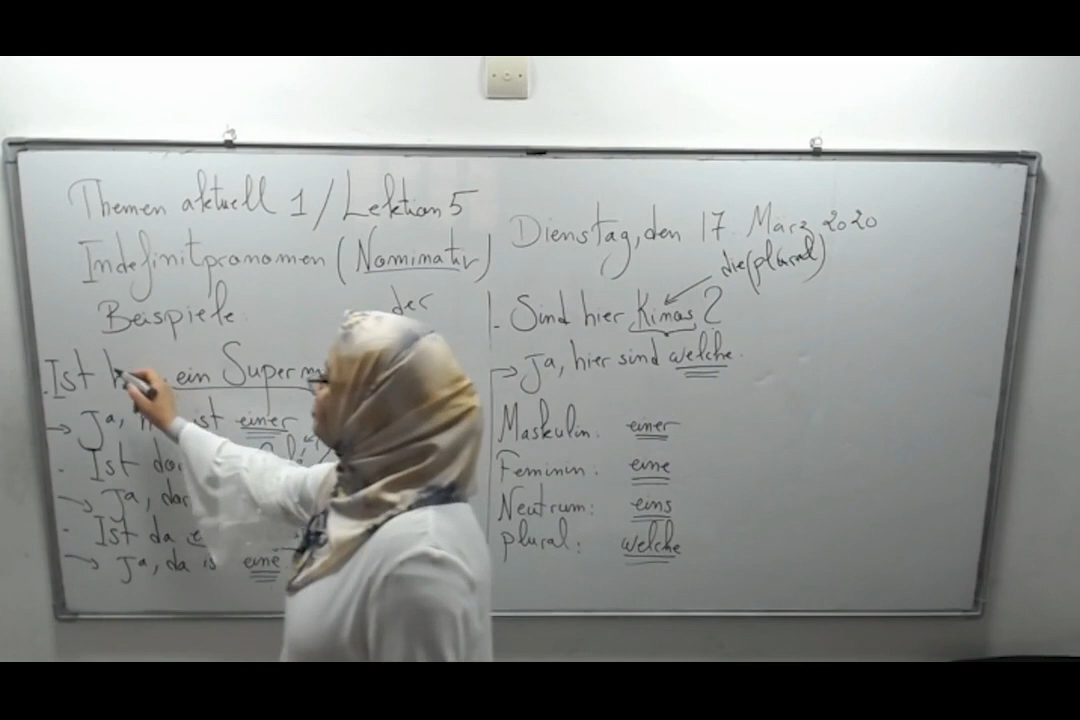 Themen aktuell 1 / Lektion 5
Indefinitpronomen (Nominativ)
Beispiele:
der
Ist ein
→ Ja, ist einer
- Ist
→ Ja,
- Ist da
→ Ja, da is eine
Dienstag, den 17. März 2020
die(plural)
- Sind hier Kinos?
→ Ja, hier sind welche.
Maskulin: einer
Feminin: eine
Neutrum: eins
plural: welche